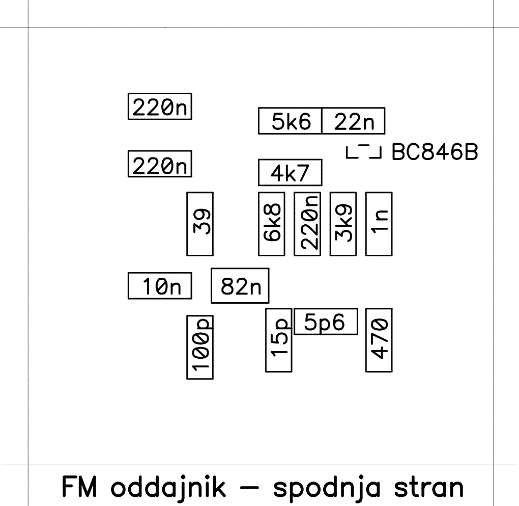 220n
5k6 22n
BC846B
220n
4k7
39
6k8
220n
3k9
1n
10n
82n
100p
15p
5p6
470
FM oddajnik – spodnja stran